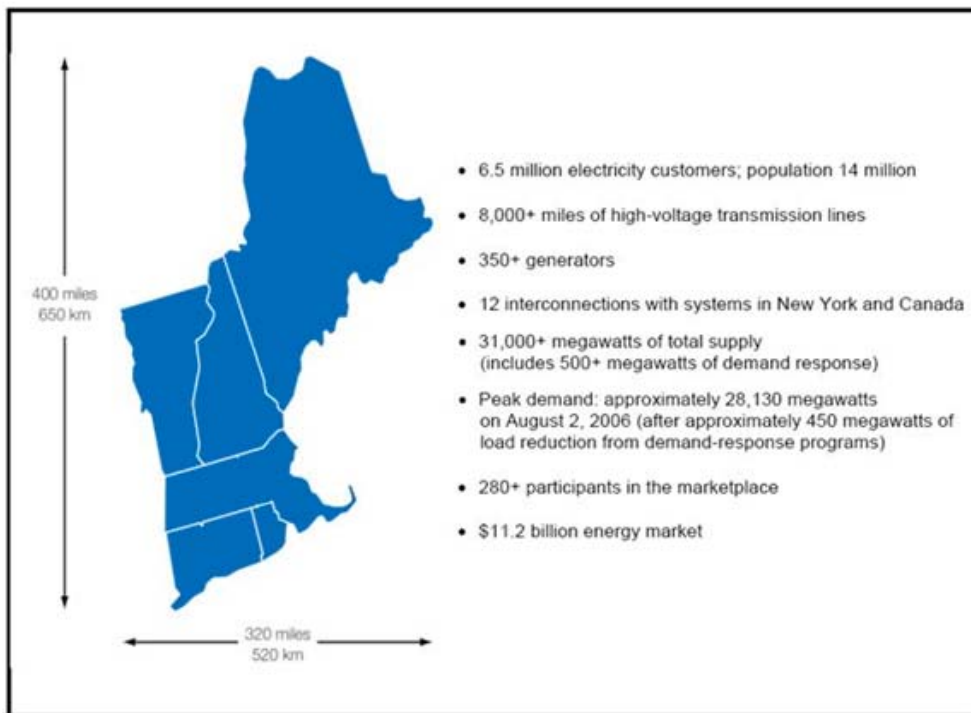 400 miles
650 km
• 6.5 million electricity customers; population 14 million
• 8,000+ miles of high-voltage transmission lines
• 350+ generators
• 12 interconnections with systems in New York and Canada
• 31,000+ megawatts of total supply
(includes 500+ megawatts of demand response)
• Peak demand: approximately 28,130 megawatts
on August 2, 2006 (after approximately 450 megawatts of
load reduction from demand-response programs)
• 280+ participants in the marketplace
• $11.2 billion energy market
320 miles
520 km